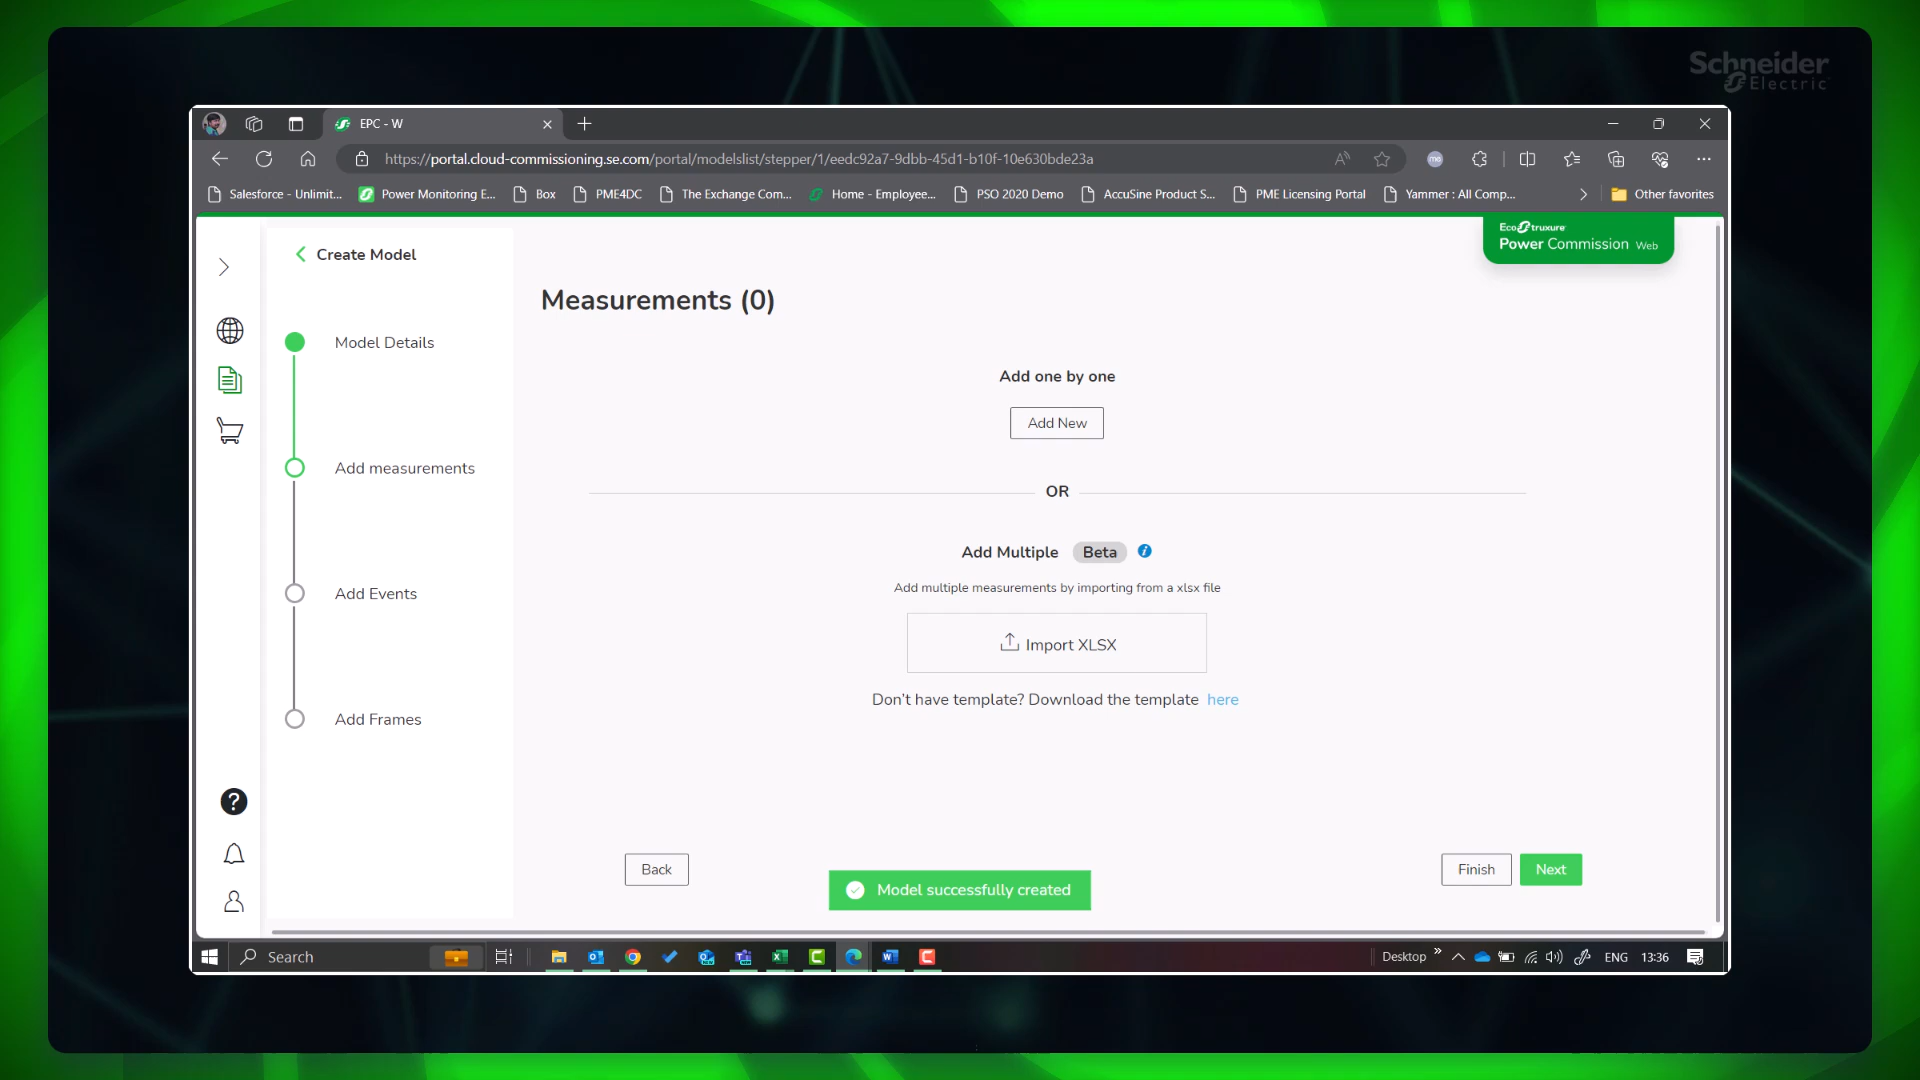 Schneider
Electric
EPC - W
https://portal.cloud-commissioning.se.com/portal/modelslist/stepper/1/eedc92a7-9dbb-45d1-b10f-10e630bde23a
Salesforce - Unlimit...
Power Monitoring E...
Box
PME4DC
The Exchange Com...
Home - Employee...
PSO 2020 Demo
AccuSine Product S...
PME Licensing Portal
Yammer : All Comp...
Other favorites
EcoStruxure
Power Commission Web
Create Model
Model Details
Add measurements
Add Events
Add Frames
Measurements (0)
Add one by one
Add New
OR
Add Multiple Beta
Add multiple measurements by importing from a xlsx file
Import XLSX
Don't have template? Download the template here
Back
Model successfully created
Finish
Next
Search
Desktop
ENG
13:36